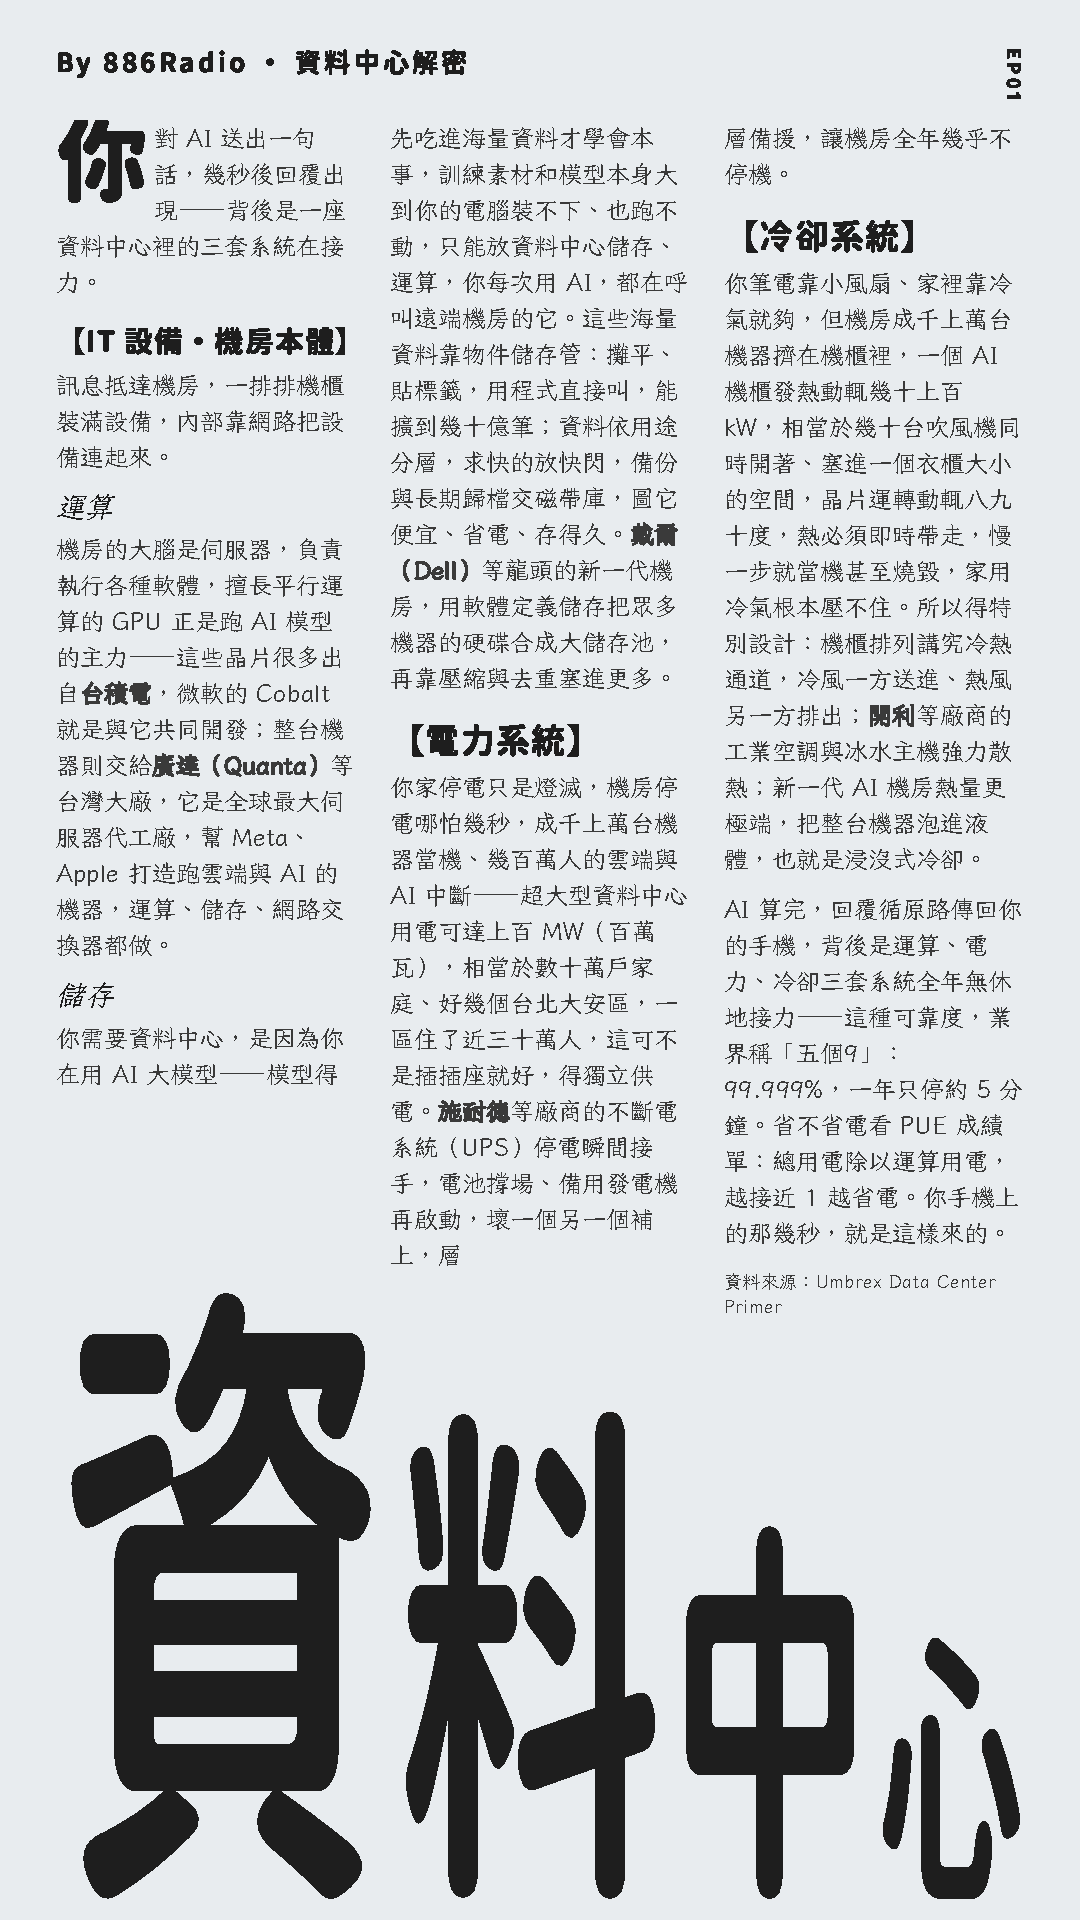 By 886Radio • 資料中心解密
EP01
你對 AI 送出一句
話，幾秒後回覆出
現——背後是一座
資料中心裡的三套系統在接
力。
【IT 設備•機房本體】
訊息抵達機房，一排排機櫃
裝滿設備，內部靠網路把設
備連起來。
運算
機房的大腦是伺服器，負責
執行各種軟體，擅長平行運
算的 GPU 正是跑 AI 模型
的主力——這些晶片很多出
自台積電，微軟的 Cobalt
就是與它共同開發；整台機
器則交給廣達（Quanta）等
台灣大廠，它是全球最大伺
服器代工廠，幫 Meta、
Apple 打造跑雲端與 AI 的
機器，運算、儲存、網路交
換器都做。
儲存
你需要資料中心，是因為你
在用 AI 大模型——模型得
先吃進海量資料才學會本
事，訓練素材和模型本身大
到你的電腦裝不下、也跑不
動，只能放資料中心儲存、
運算，你每次用 AI，都在呼
叫遠端機房的它。這些海量
資料靠物件儲存管：攤平、
貼標籤，用程式直接叫，能
擴到幾十億筆；資料依用途
分層，求快的放快閃，備份
與長期歸檔交磁帶庫，圖它
便宜、省電、存得久。戴爾
（Dell）等龍頭的新一代機
房，用軟體定義儲存把眾多
機器的硬碟合成大儲存池，
再靠壓縮與去重塞進更多。
【電力系統】
你家停電只是燈滅，機房停
電哪怕幾秒，成千上萬台機
器當機、幾百萬人的雲端與
AI 中斷——超大型資料中心
用電可達上百 MW（百萬
瓦），相當於數十萬戶家
庭、好幾個台北大安區，一
區住了近三十萬人，這可不
是插插座就好，得獨立供
電。施耐德等廠商的不斷電
系統（UPS）停電瞬間接
手，電池撐場、備用發電機
再啟動，壞一個另一個補
上，層
層備援，讓機房全年幾乎不
停機。
【冷卻系統】
你筆電靠小風扇、家裡靠冷
氣就夠，但機房成千上萬台
機器擠在機櫃裡，一個 AI
機櫃發熱動輒幾十上百
kW，相當於幾十台吹風機同
時開著、塞進一個衣櫃大小
的空間，晶片運轉動輒八九
十度，熱必須即時帶走，慢
一步就當機甚至燒毀，家用
冷氣根本壓不住。所以得特
別設計：機櫃排列講究冷熱
通道，冷風一方送進、熱風
另一方排出；開利等廠商的
工業空調與冰水主機強力散
熱；新一代 AI 機房熱量更
極端，把整台機器泡進液
體，也就是浸沒式冷卻。
AI 算完，回覆循原路傳回你
的手機，背後是運算、電
力、冷卻三套系統全年無休
地接力——這種可靠度，業
界稱「五個9」：
99.999%，一年只停約 5 分
鐘。省不省電看 PUE 成績
單：總用電除以運算用電，
越接近 1 越省電。你手機上
的那幾秒，就是這樣來的。
資料來源：Umbrex Data Center
Primer
資料中心